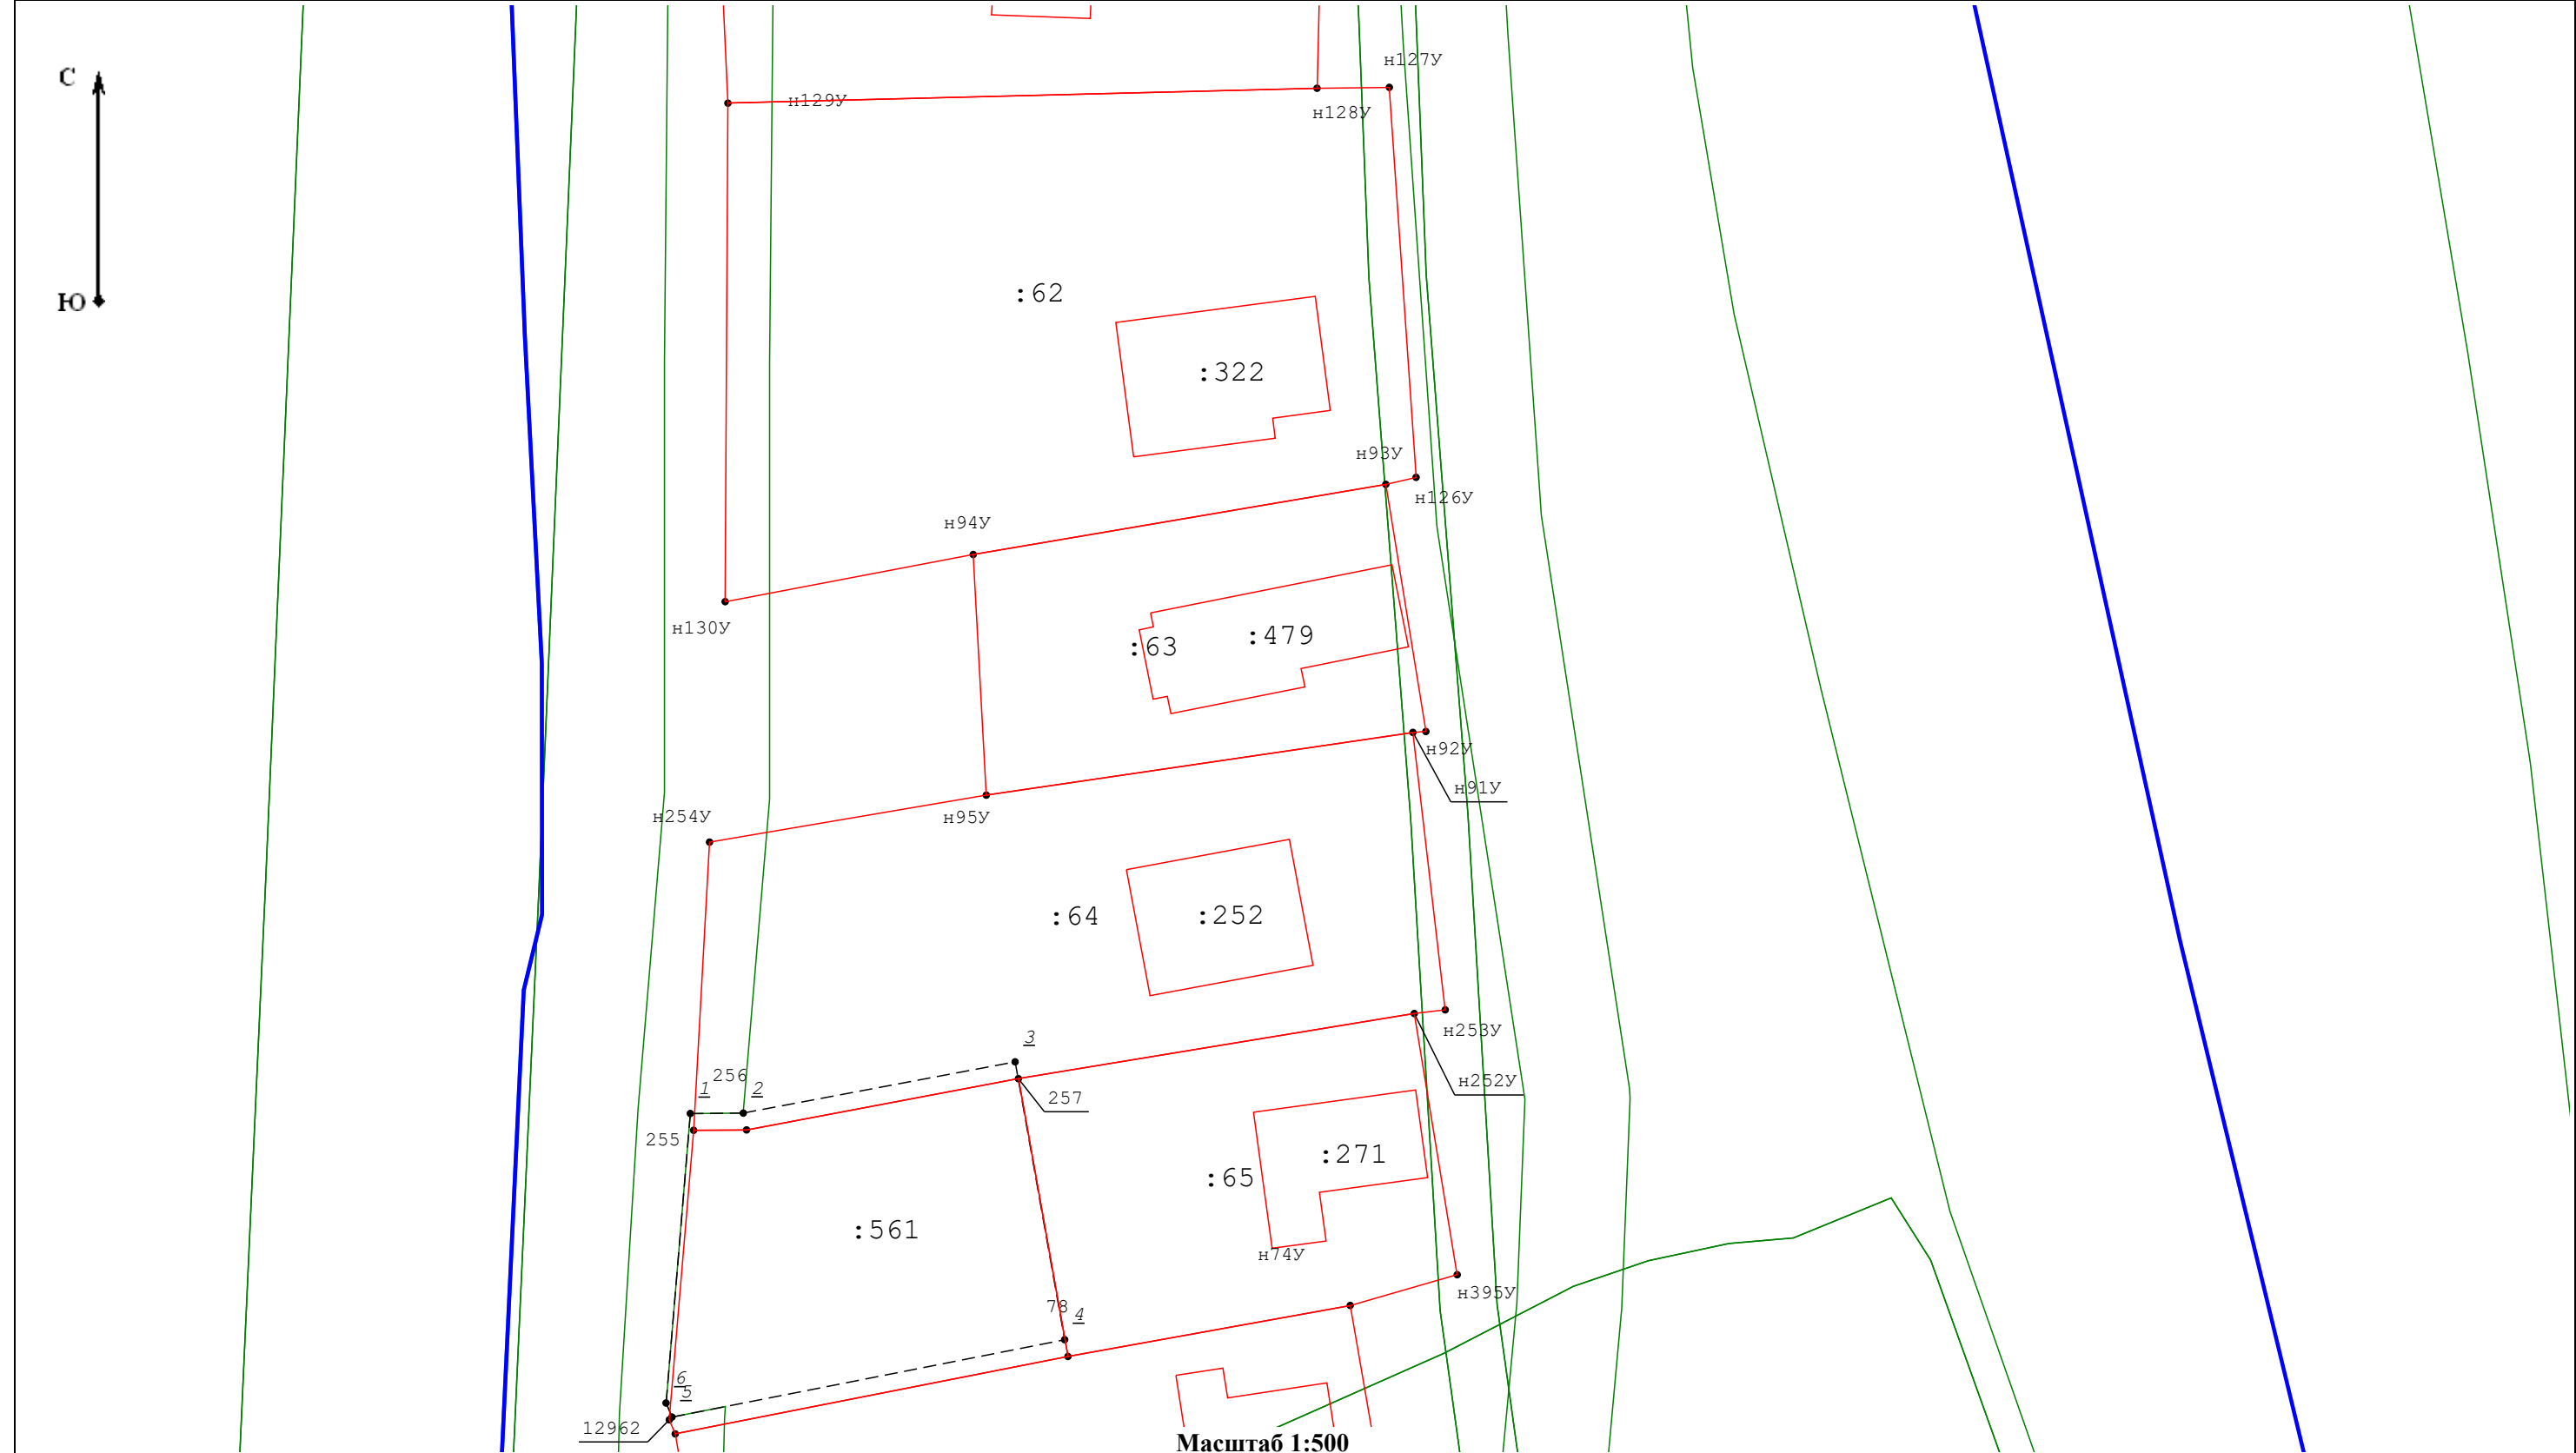 н127У
С
н129У
н128У
:62
Ю
:322
н93У
н126У
н94У
н130У
:479
:63
н92У
н91У
н254У
н95У
:64
:252
н253У
3
256
н252У
1
2
257
255
:271
:65
:561
н74У
н395У
78
4
6
5
12962
Масштаб 1:500